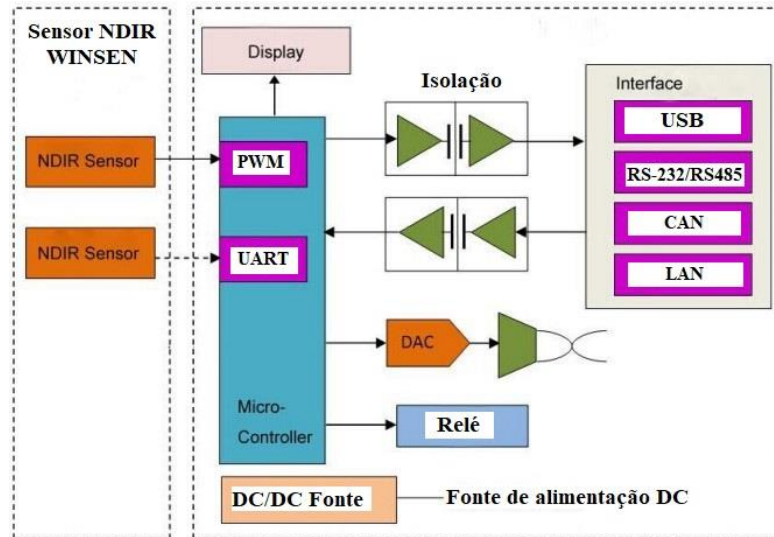 Sensor NDIR
WINSEN
Display
Isolação
Interface
USB
RS-232/RS485
CAN
LAN
NDIR Sensor
PWM
NDIR Sensor
UART
DAC
Micro-
Controller
Relé
DC/DC Fonte
Fonte de alimentação DC